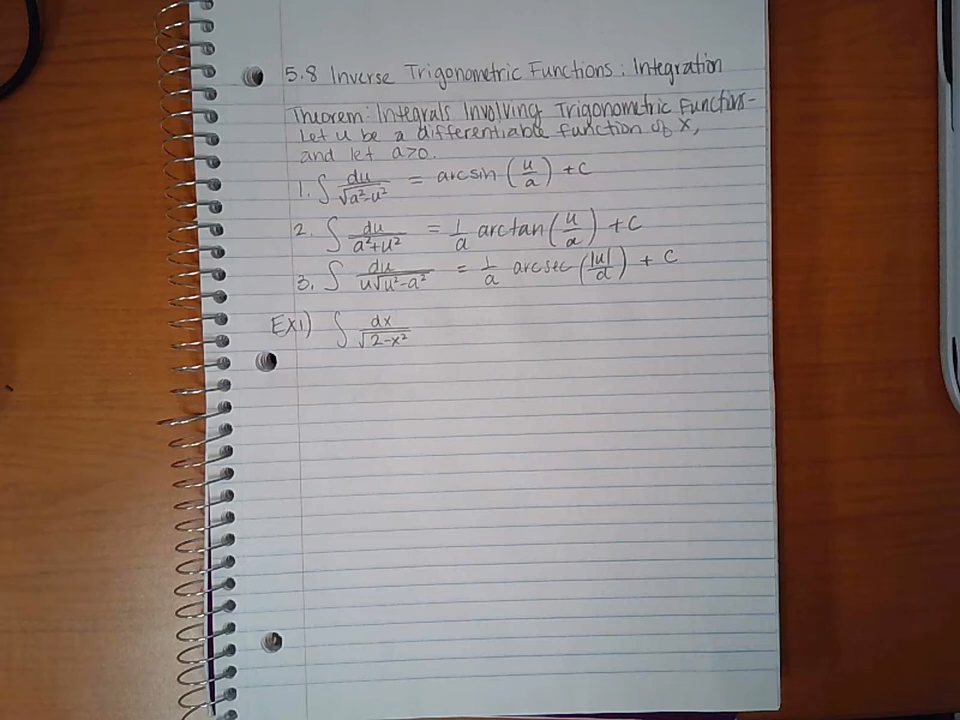 5.8 Inverse Trigonometric Functions: Integration
Theorem: Integrals Involving Trigonometric Functions-
Let u be a differentiable function of x,
and let a>0.
1. ∫ du/√(a²-u²) = arcsin (u/a) + C
2. ∫ du/(a²+u²) = 1/a arctan (u/a) + C
3. ∫ du/(u√(u²-a²)) = 1/a arcsec (|u|/a) + C
EX1) ∫ dx/√(2-x²)